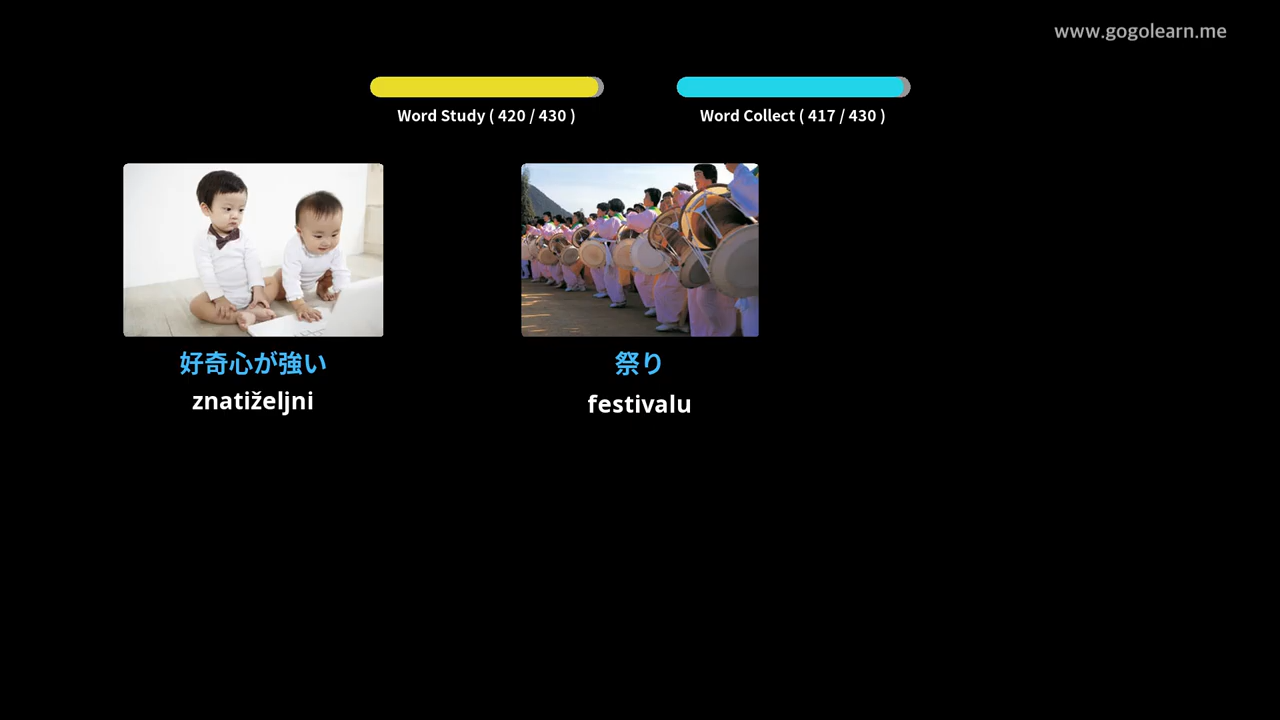 www.gogolearn.me
Word Study ( 420 / 430 )
Word Collect ( 417 / 430 )
好奇心が強い
znatiželjni
祭り
festivalu